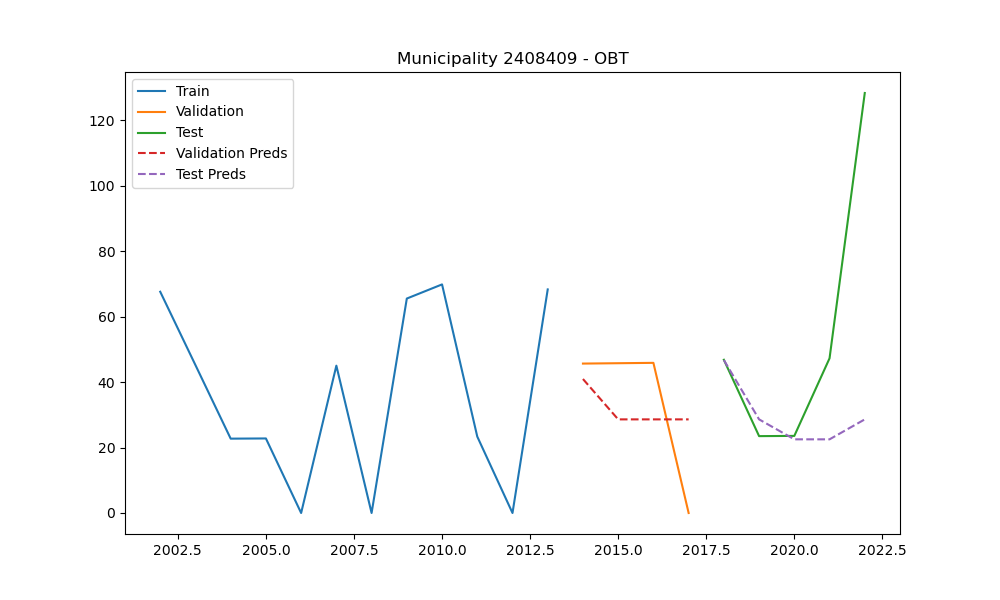 Municipality 2408409 - OBT
Train
Validation
Test
Validation Preds
Test Preds
120
100
80
60
40
20
0
2002.5 2005.0 2007.5 2010.0 2012.5 2015.0 2017.5 2020.0 2022.5